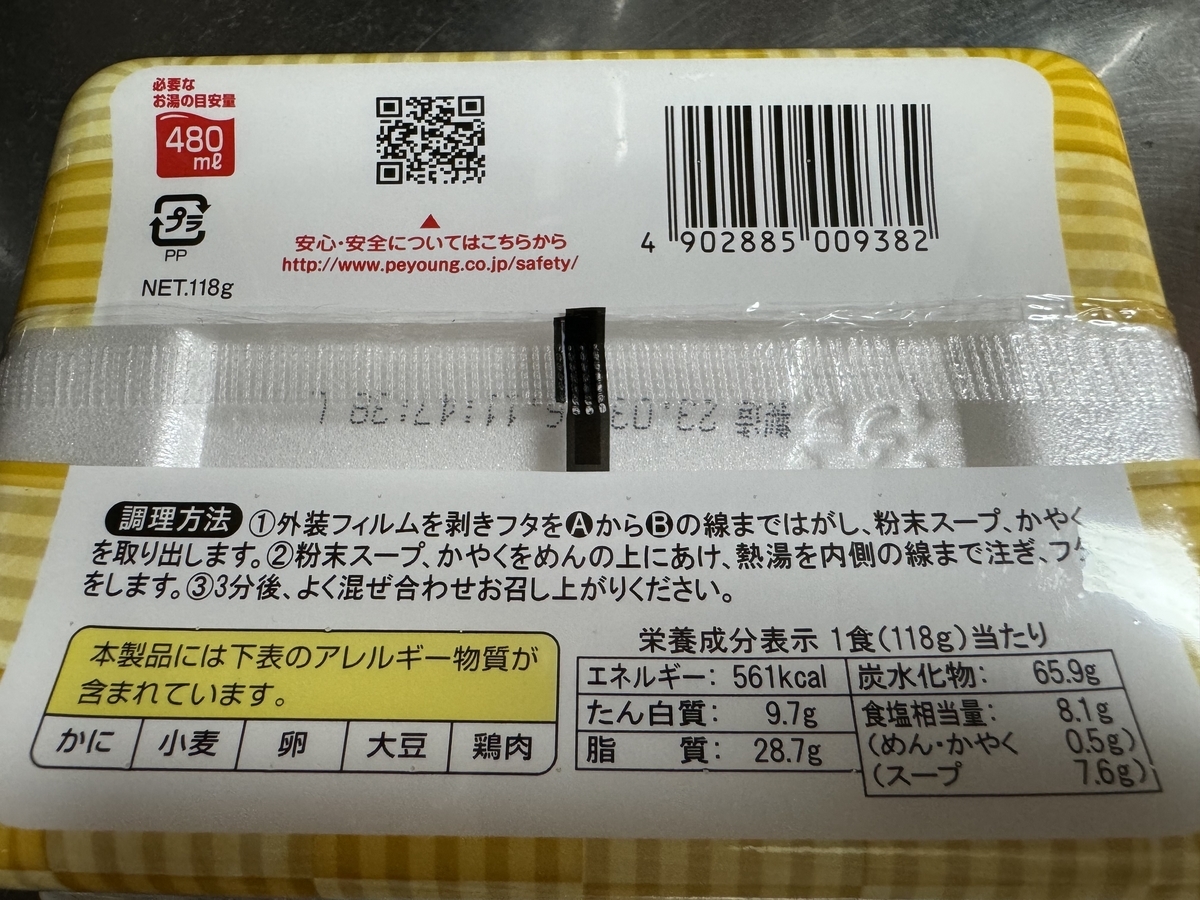 必要な
お湯の目安量
480
mℓ
プラ
PP
NET.118g
安心・安全についてはこちらから
http://www.peyoung.co.jp/safety/
4 902885 009382
調理方法 ①外装フィルムを剥きフタをⒶからⒷの線まではがし、粉末スープ、かやく
を取り出します。②粉末スープ、かやくをめんの上にあけ、熱湯を内側の線まで注ぎ、フタ
をします。③3分後、よく混ぜ合わせお召し上がりください。
本製品には下表のアレルギー物質が
含まれています。
かに 小麦 卵 大豆 鶏肉
栄養成分表示 1食(118g)当たり
エネルギー: 561kcal
たん白質: 9.7g
脂 質: 28.7g
炭水化物: 65.9g
食塩相当量: 8.1g
(めん・かやく 0.5g)
(スープ 7.6g)